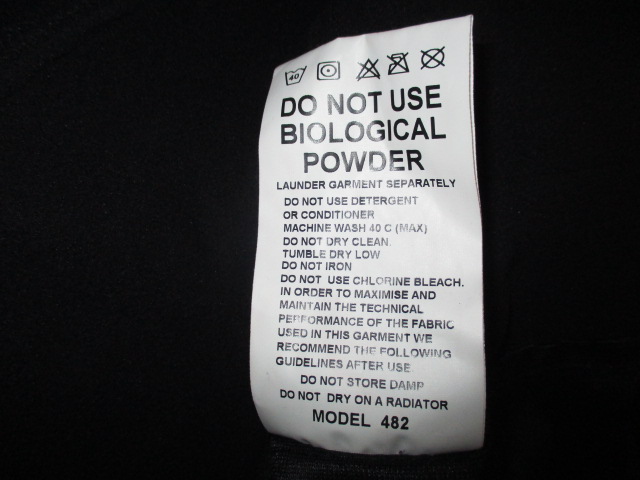 40
DO NOT USE
BIOLOGICAL
POWDER
LAUNDER GARMENT SEPARATELY
DO NOT USE DETERGENT
OR CONDITIONER
MACHINE WASH 40 C (MAX)
DO NOT DRY CLEAN.
TUMBLE DRY LOW
DO NOT IRON
DO NOT USE CHLORINE BLEACH.
IN ORDER TO MAXIMISE AND
MAINTAIN THE TECHNICAL
PERFORMANCE OF THE FABRIC
USED IN THIS GARMENT WE
RECOMMEND THE FOLLOWING
GUIDELINES AFTER USE
DO NOT STORE DAMP
DO NOT DRY ON A RADIATOR
MODEL 482